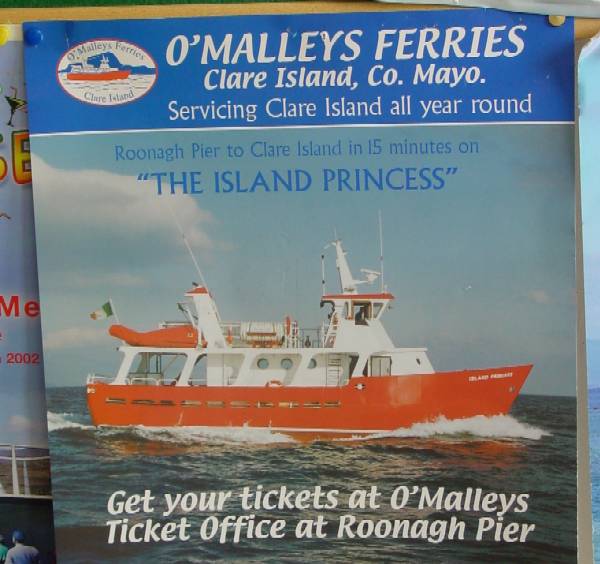 O'Malleys Ferries
Clare Island
O'MALLEYS FERRIES
Clare Island, Co. Mayo.
Servicing Clare Island all year round
Roonagh Pier to Clare Island in 15 minutes on
"THE ISLAND PRINCESS"
ISLAND PRINCESS
Get your tickets at O'Malleys
Ticket Office at Roonagh Pier
Me
2002